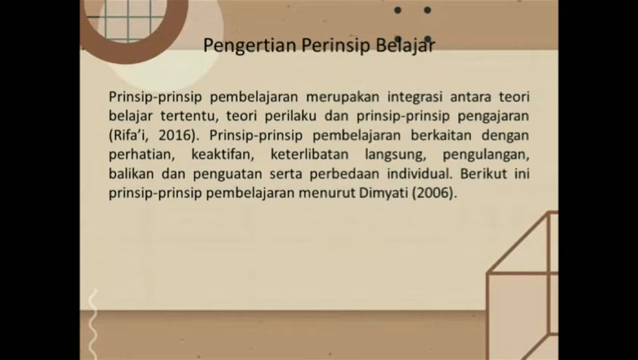 Pengertian Perinsip Belajar
Prinsip-prinsip pembelajaran merupakan integrasi antara teori
belajar tertentu, teori perilaku dan prinsip-prinsip pengajaran
(Rifa'i, 2016). Prinsip-prinsip pembelajaran berkaitan dengan
perhatian, keaktifan, keterlibatan langsung, pengulangan,
balikan dan penguatan serta perbedaan individual. Berikut ini
prinsip-prinsip pembelajaran menurut Dimyati (2006).